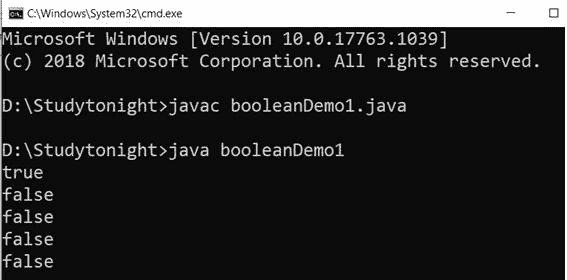 C:\Windows\System32\cmd.exe
Microsoft Windows [Version 10.0.17763.1039]
(c) 2018 Microsoft Corporation. All rights reserved.
D:\Studytonight>javac booleanDemo1.java
D:\Studytonight>java booleanDemo1
true
false
false
false
false